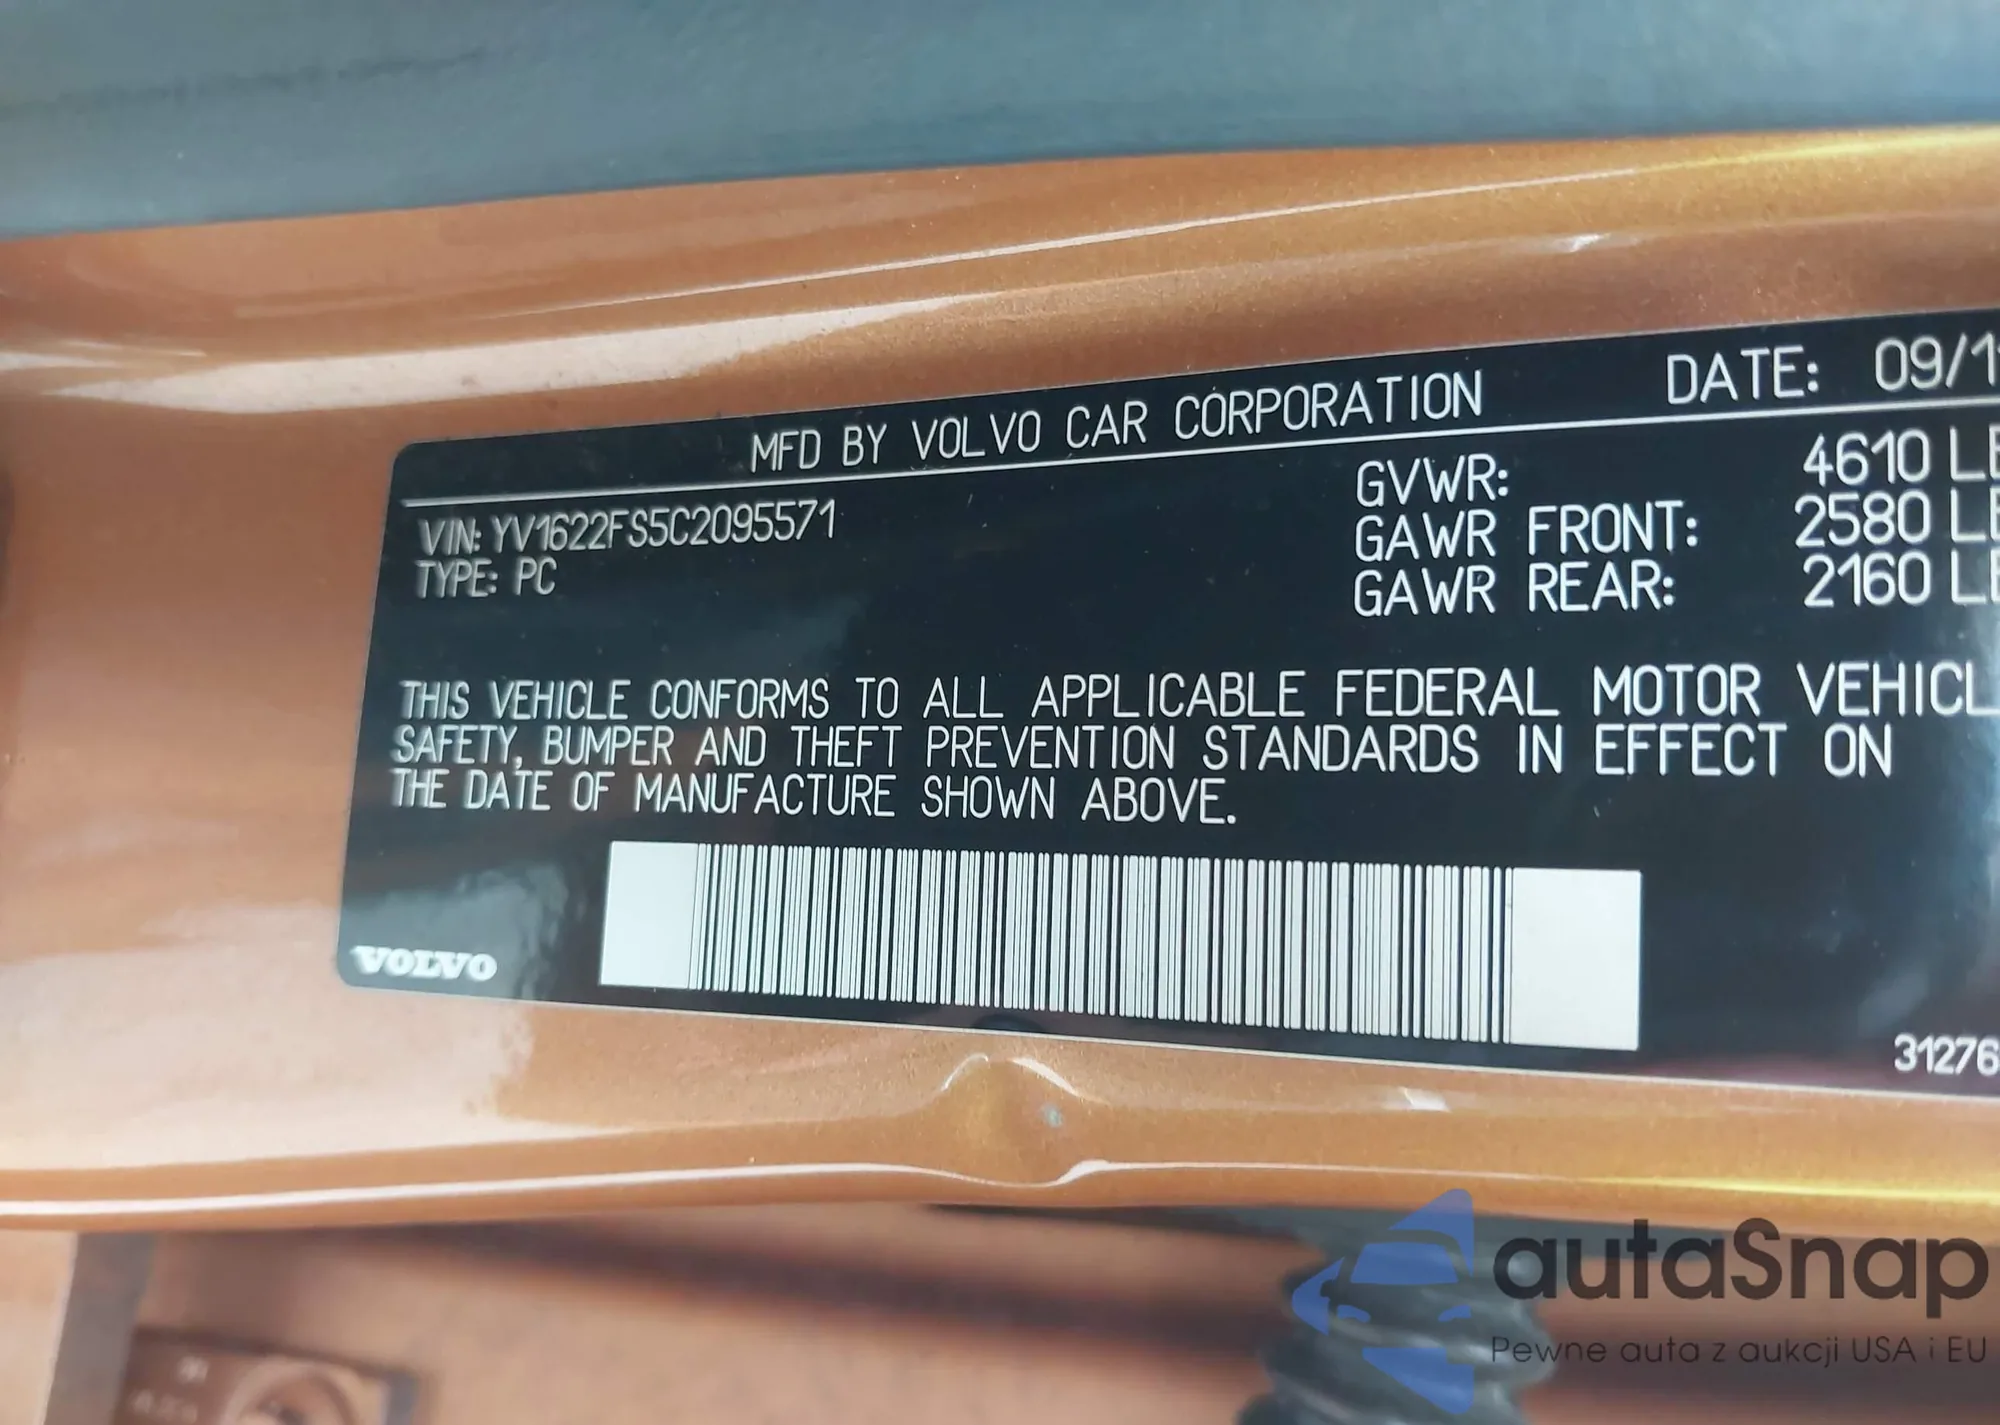 MFD BY VOLVO CAR CORPORATION DATE: 09/1
VIN: YV1622FS5C2095571
TYPE: PC
GVWR: 4610 LB
GAWR FRONT: 2580 LB
GAWR REAR: 2160 LB
THIS VEHICLE CONFORMS TO ALL APPLICABLE FEDERAL MOTOR VEHICL
SAFETY, BUMPER AND THEFT PREVENTION STANDARDS IN EFFECT ON
THE DATE OF MANUFACTURE SHOWN ABOVE.
VOLVO
31276
autaSnap
Pewne auta z aukcji USA i EU